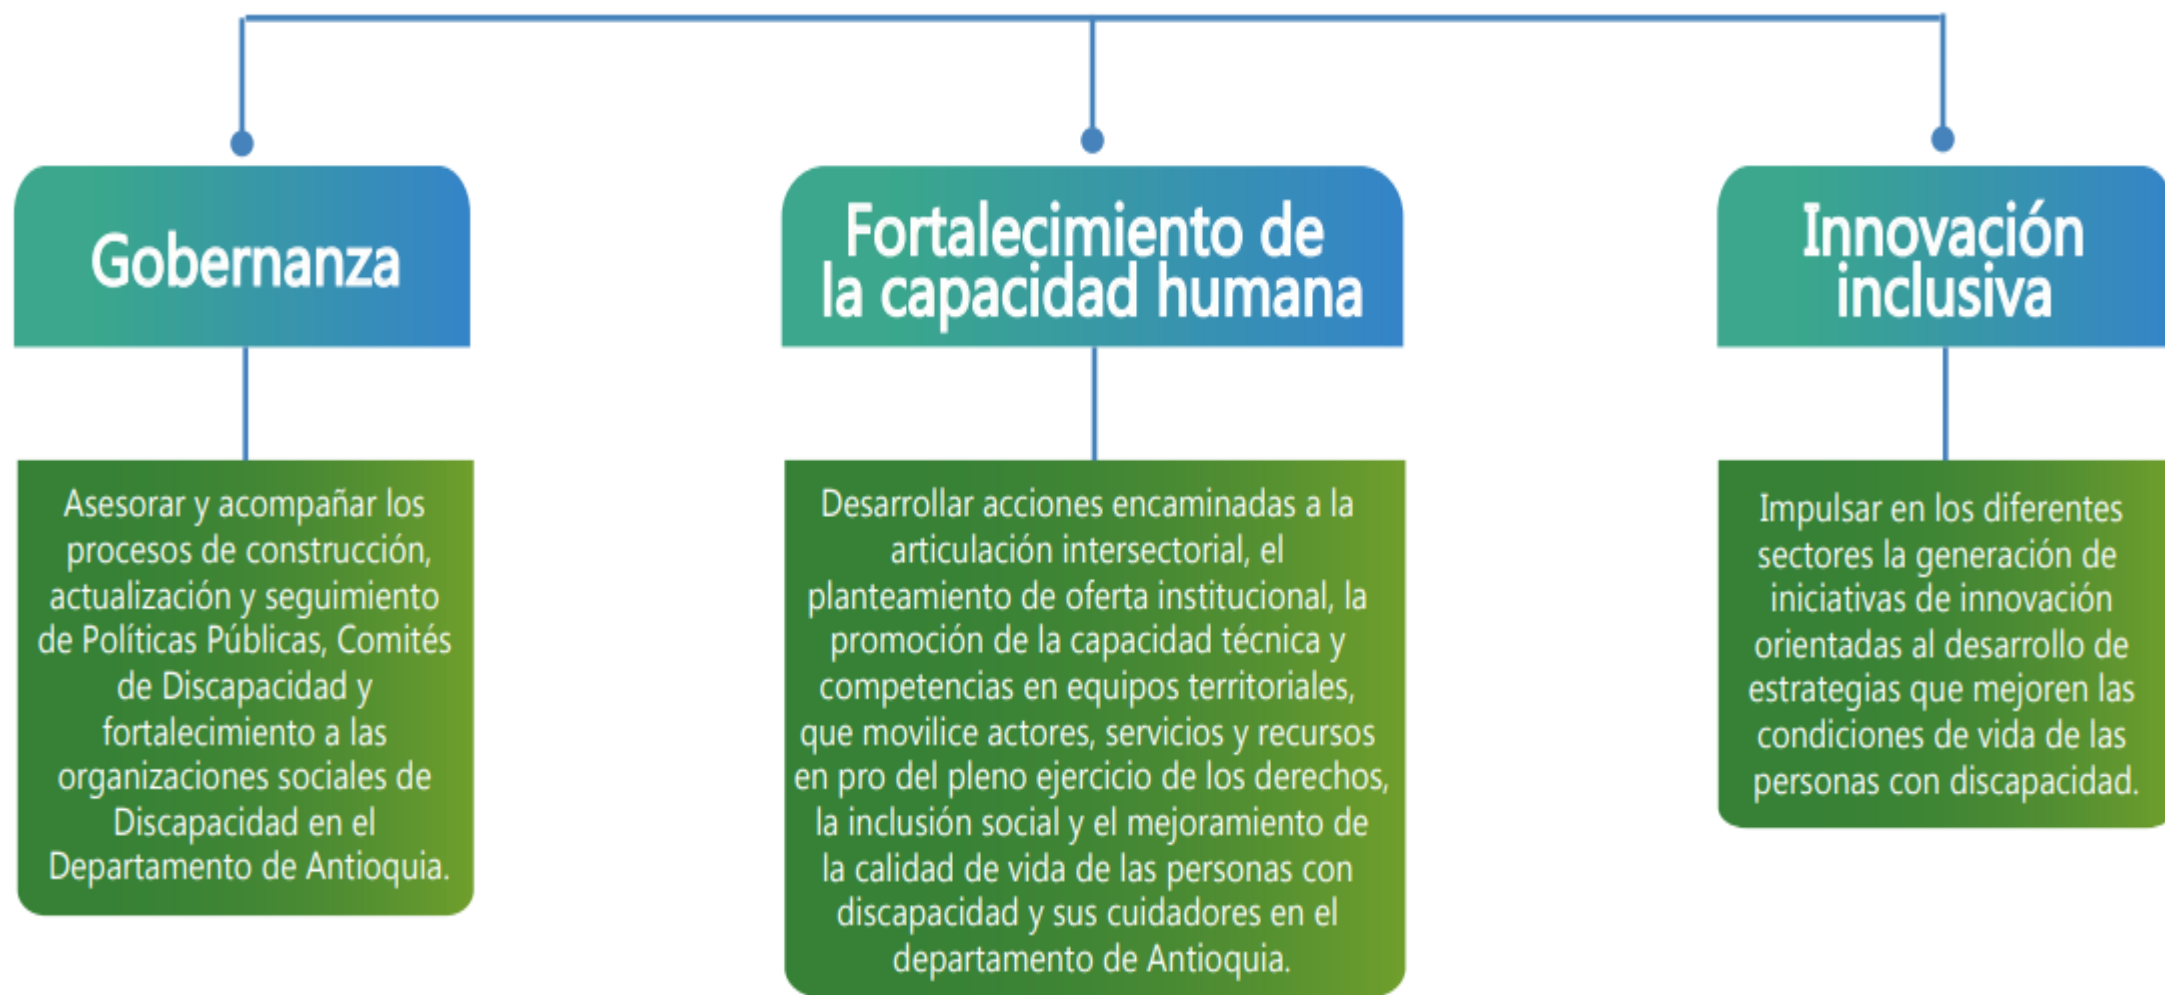 Gobernanza
Asesorar y acompañar los
procesos de construcción,
actualización y seguimiento
de Políticas Públicas, Comités
de Discapacidad y
fortalecimiento a las
organizaciones sociales de
Discapacidad en el
Departamento de Antioquia.
Fortalecimiento de
la capacidad humana
Desarrollar acciones encaminadas a la
articulación intersectorial, el
planteamiento de oferta institucional, la
promoción de la capacidad técnica y
competencias en equipos territoriales,
que movilice actores, servicios y recursos
en pro del pleno ejercicio de los derechos,
la inclusión social y el mejoramiento de
la calidad de vida de las personas con
discapacidad y sus cuidadores en el
departamento de Antioquia.
Innovación
inclusiva
Impulsar en los diferentes
sectores la generación de
iniciativas de innovación
orientadas al desarrollo de
estrategias que mejoren las
condiciones de vida de las
personas con discapacidad.